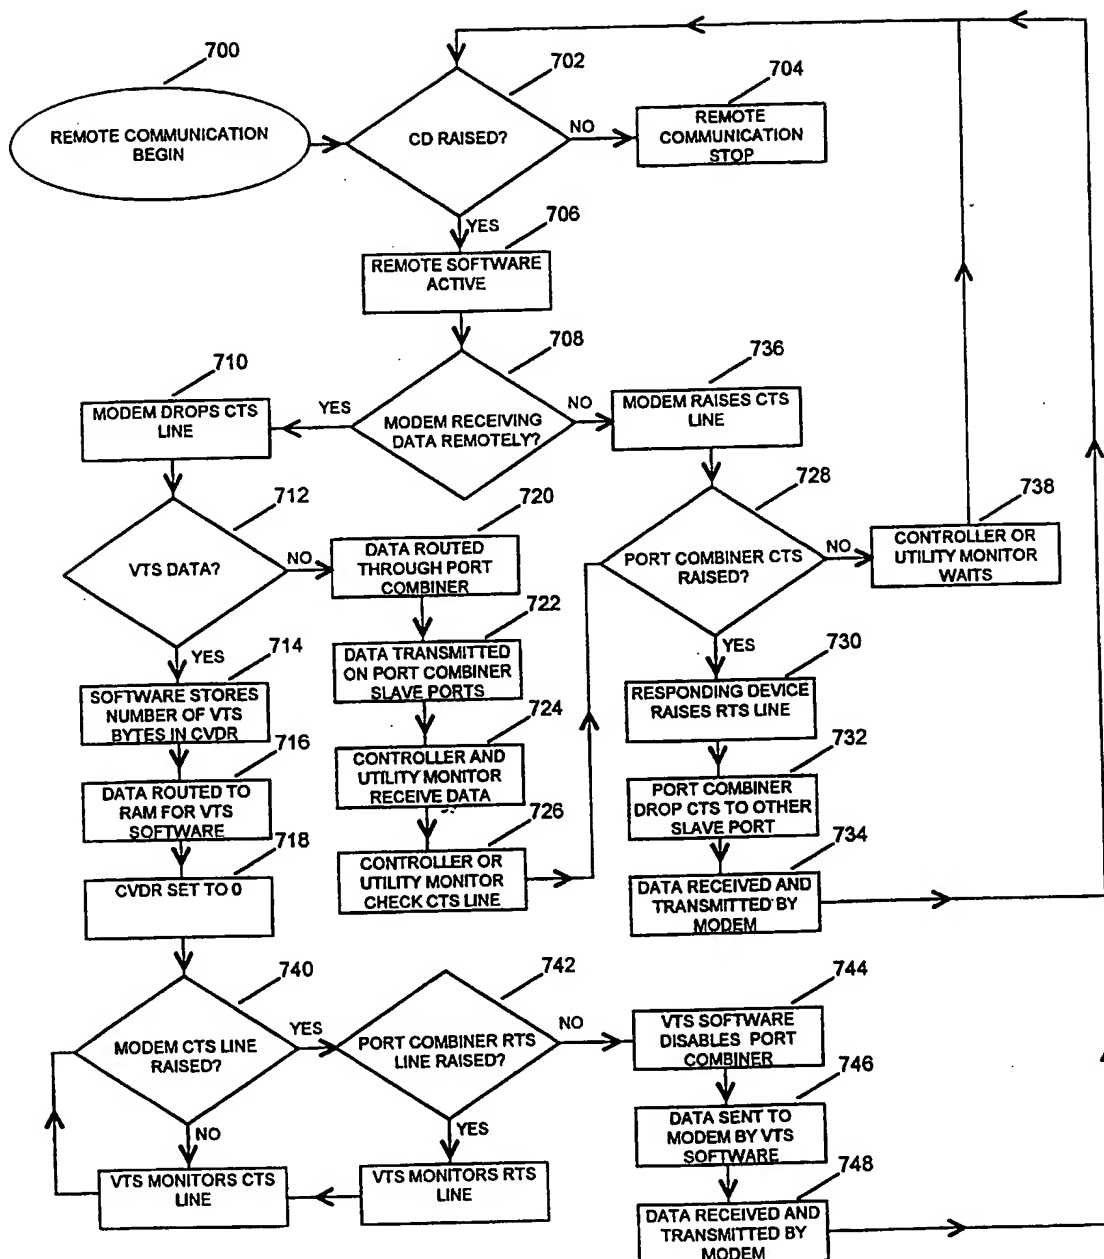 700
REMOTE COMMUNICATION
BEGIN
702
CD RAISED?
NO
704
REMOTE
COMMUNICATION
STOP
YES
706
REMOTE SOFTWARE
ACTIVE
708
MODEM RECEIVING
DATA REMOTELY?
YES
NO
710
MODEM DROPS CTS
LINE
736
MODEM RAISES CTS
LINE
712
VTS DATA?
NO
YES
720
DATA ROUTED
THROUGH PORT
COMBINER
722
DATA TRANSMITTED
ON PORT COMBINER
SLAVE PORTS
724
CONTROLLER AND
UTILITY MONITOR
RECEIVE DATA
726
CONTROLLER OR
UTILITY MONITOR
CHECK CTS LINE
728
PORT COMBINER CTS
RAISED?
NO
738
CONTROLLER OR
UTILITY MONITOR
WAITS
YES
730
RESPONDING DEVICE
RAISES RTS LINE
732
PORT COMBINER
DROP CTS TO OTHER
SLAVE PORT
734
DATA RECEIVED AND
TRANSMITTED BY
MODEM
714
SOFTWARE STORES
NUMBER OF VTS
BYTES IN CVDR
716
DATA ROUTED TO
RAM FOR VTS
SOFTWARE
718
CVDR SET TO 0
740
MODEM CTS LINE
RAISED?
YES
NO
742
PORT COMBINER RTS
LINE RAISED?
NO
YES
VTS MONITORS CTS
LINE
VTS MONITORS RTS
LINE
744
VTS SOFTWARE
DISABLES PORT
COMBINER
746
DATA SENT TO
MODEM BY VTS
SOFTWARE
748
DATA RECEIVED AND
TRANSMITTED BY
MODEM